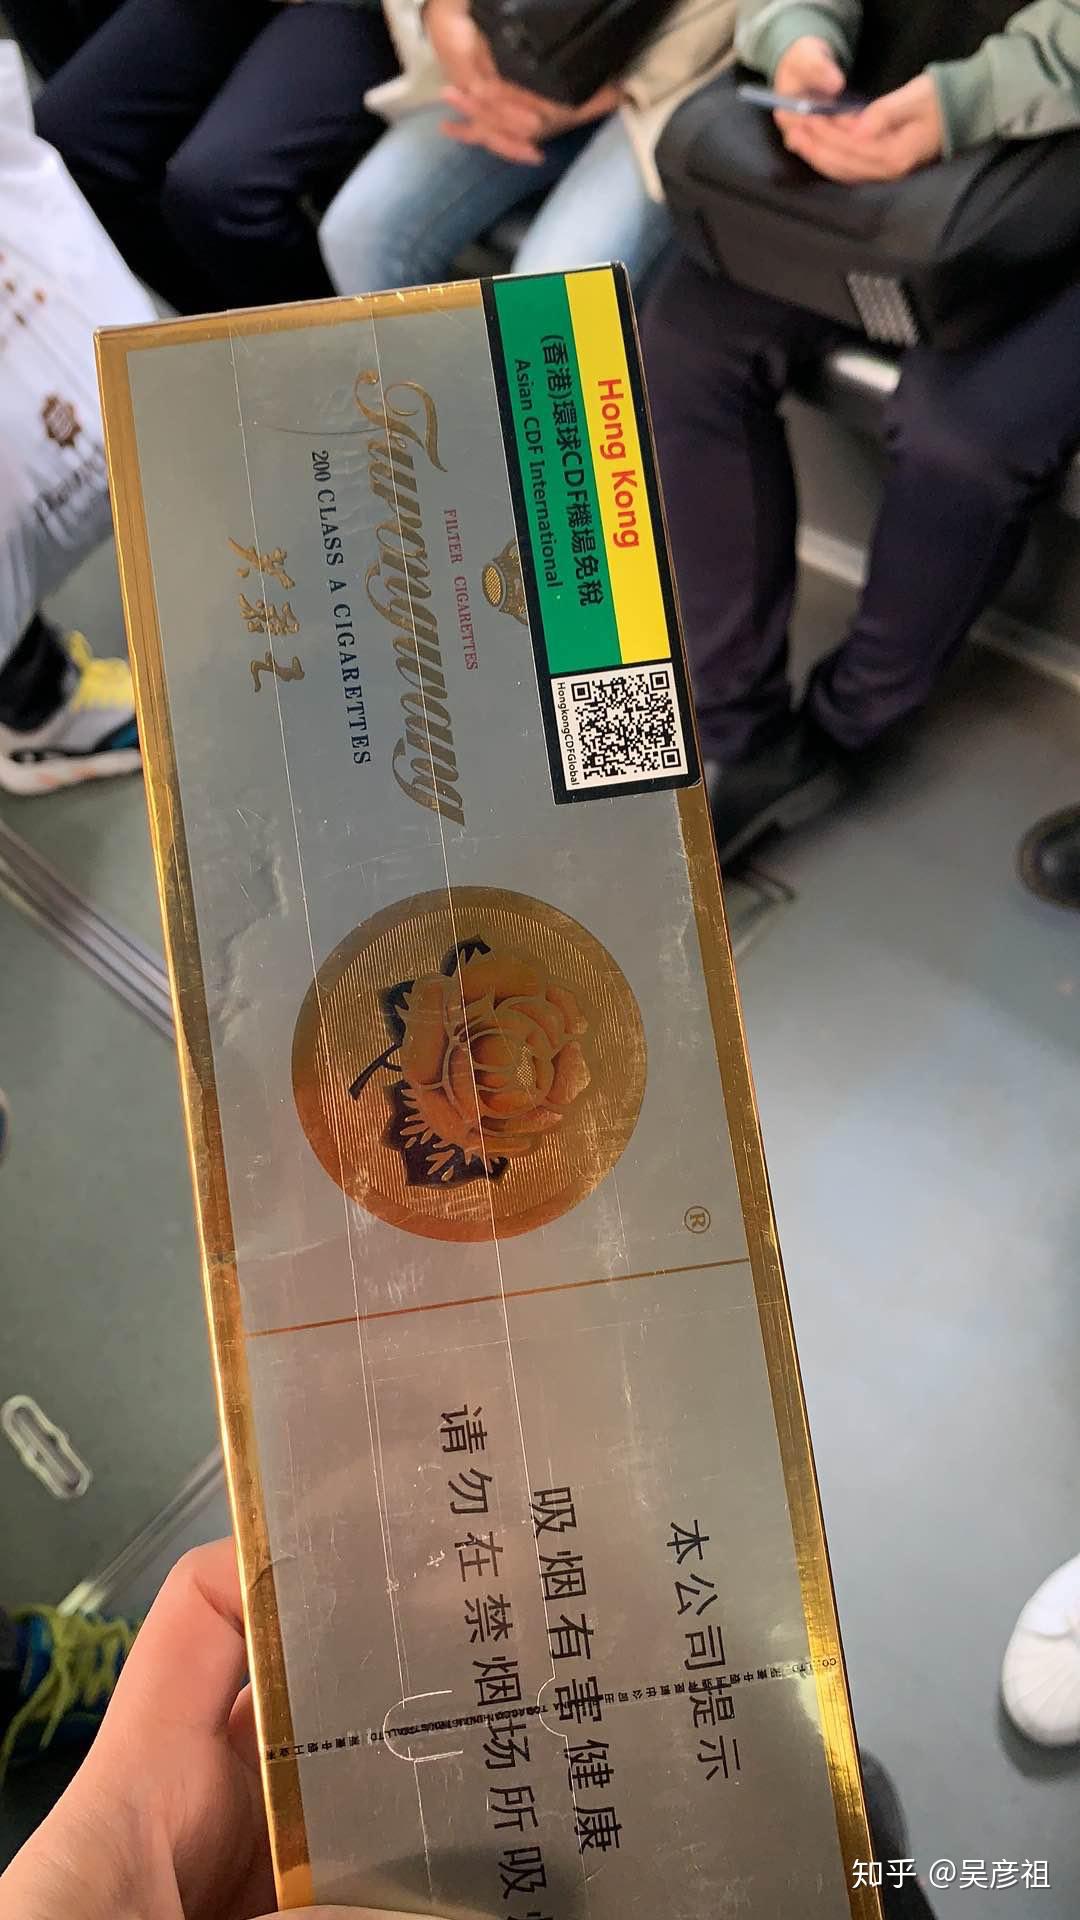 Hong Kong
(香港)環球CDF機場免稅
Asian CDF International
HongkongCDFGlobal
FILTER CIGARETTES
Furongwang
200 CLASS A CIGARETTES
芙蓉王
®
本公司提示
吸烟有害健康
请勿在禁烟场所吸
知乎 @吴彦祖